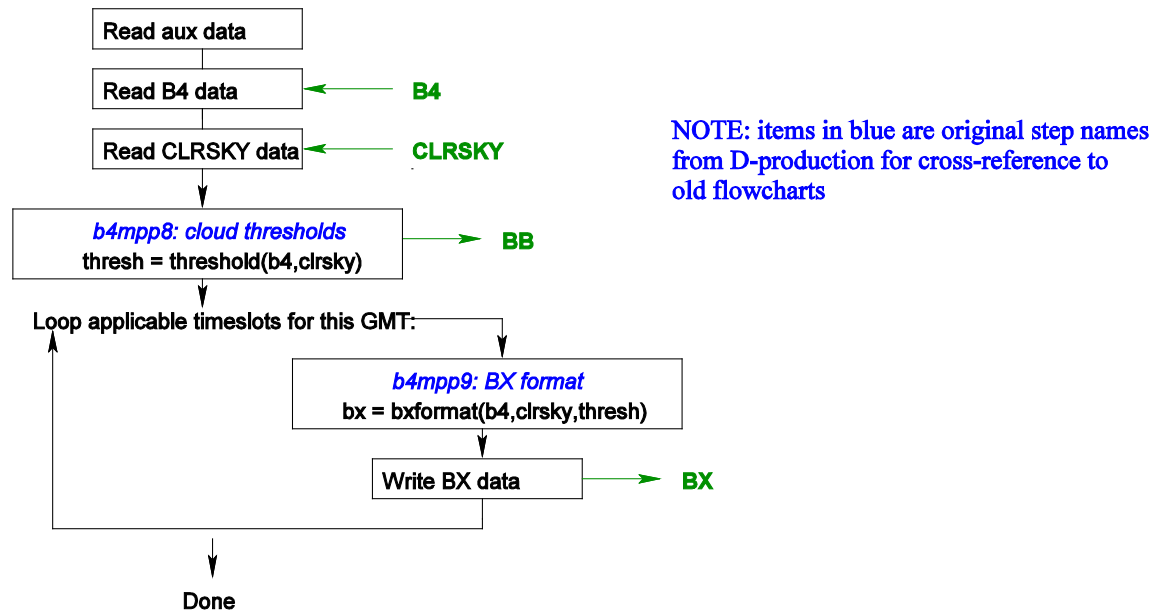 Read aux data
Read B4 data
B4
Read CLRSKY data
CLRSKY
NOTE: items in blue are original step names
from D-production for cross-reference to
old flowcharts
b4mpp8: cloud thresholds
thresh = threshold(b4,clrsky)
BB
Loop applicable timeslots for this GMT:
b4mpp9: BX format
bx = bxformat(b4,clrsky,thresh)
Write BX data
BX
Done